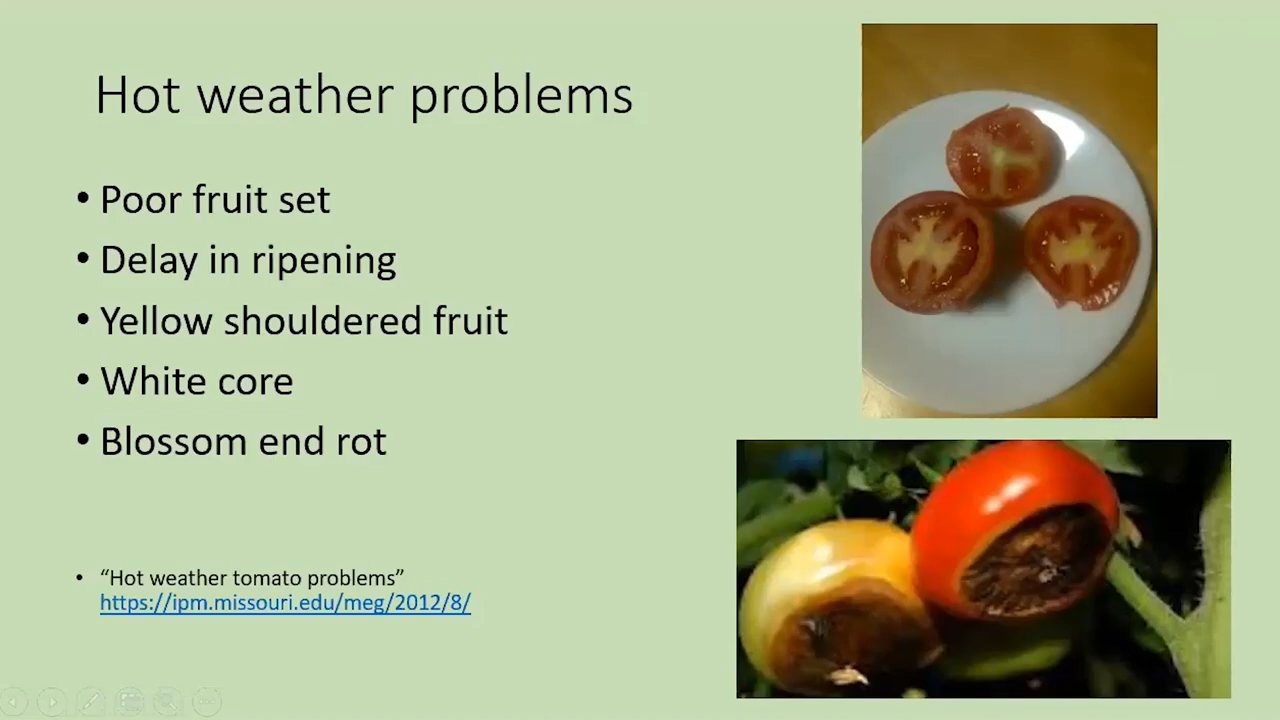 Hot weather problems
• Poor fruit set
• Delay in ripening
• Yellow shouldered fruit
• White core
• Blossom end rot
• “Hot weather tomato problems”
https://ipm.missouri.edu/meg/2012/8/